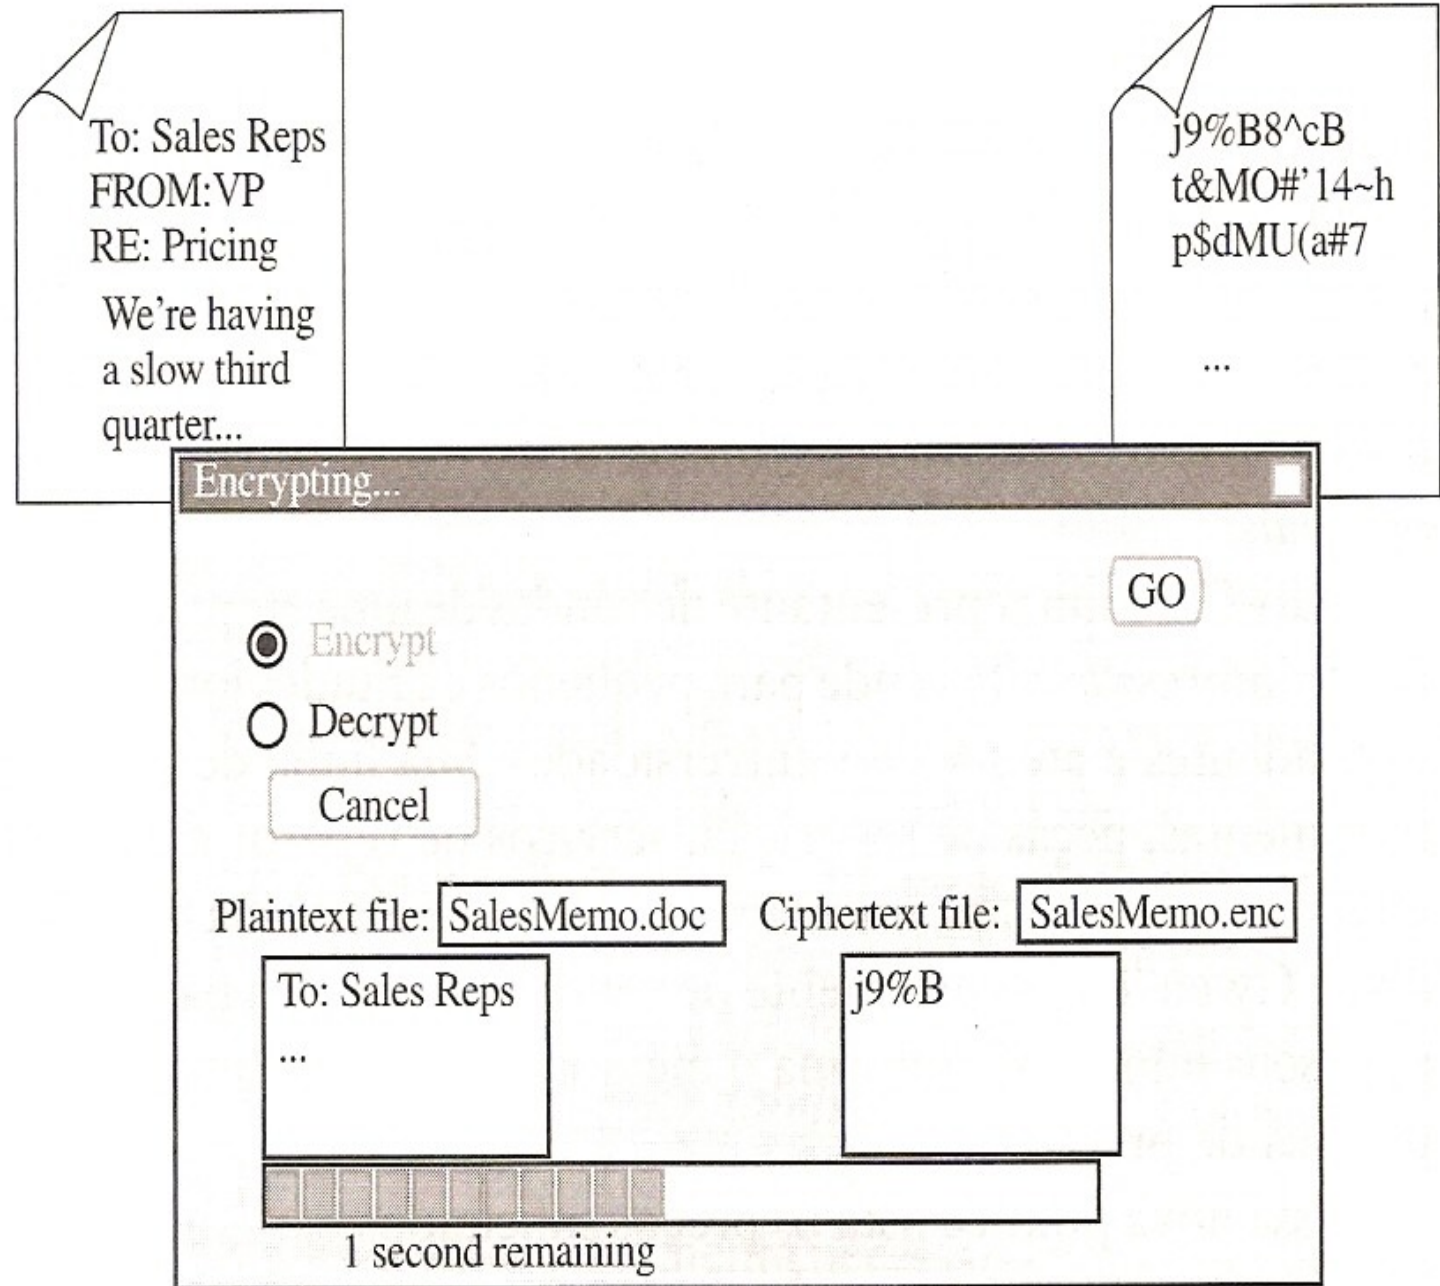 To: Sales Reps
FROM:VP
RE: Pricing
We're having
a slow third
quarter...
j9%B8^cB
t&MO#'14~h
p$dMU(a#7
...
Encrypting...
GO
Encrypt
Decrypt
Cancel
Plaintext file: SalesMemo.doc
Ciphertext file: SalesMemo.enc
To: Sales Reps
...
j9%B
1 second remaining